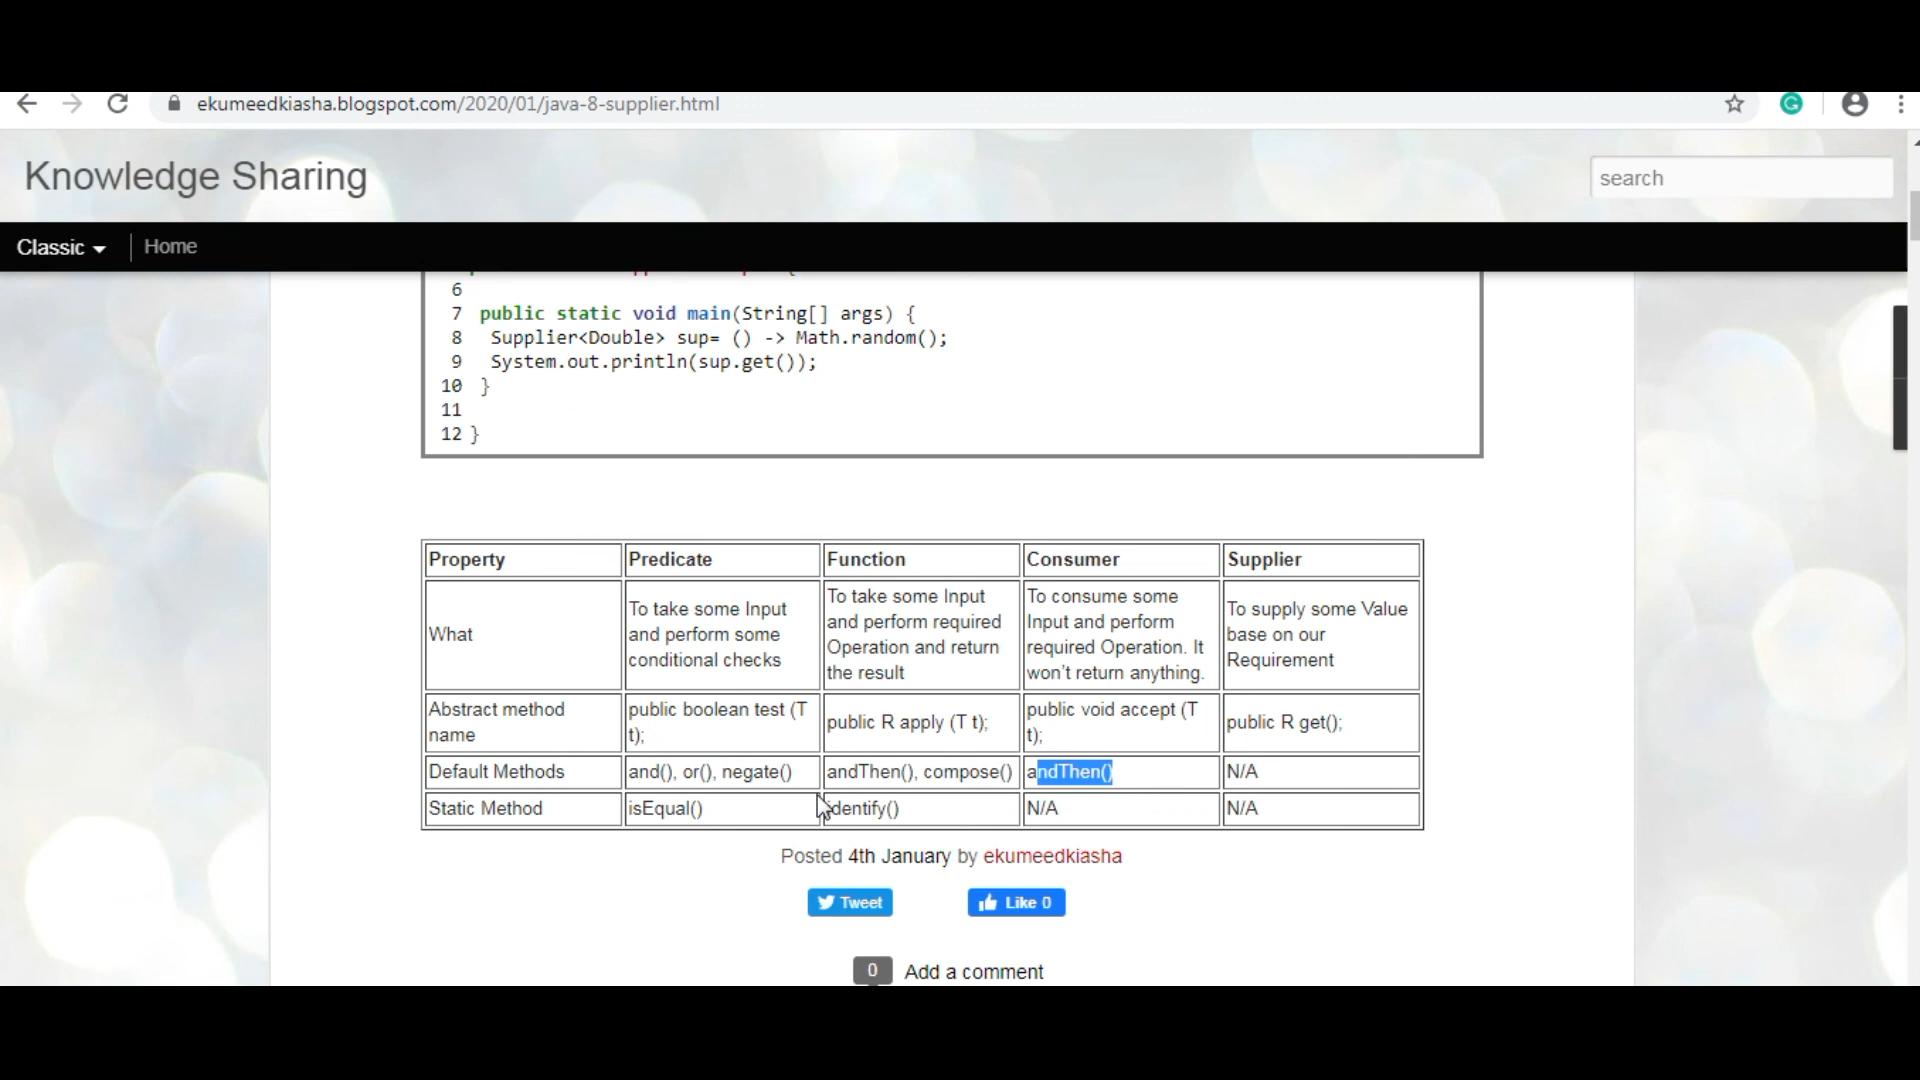 ekumeedkiasha.blogspot.com/2020/01/java-8-supplier.html
Knowledge Sharing
search
Classic Home
6
7 public static void main(String[] args) {
8 Supplier<Double> sup= () -> Math.random();
9 System.out.println(sup.get());
10 }
11
12 }
Property Predicate Function Consumer Supplier
What
To take some Input
and perform some
conditional checks
To take some Input
and perform required
Operation and return
the result
To consume some
Input and perform
required Operation. It
won't return anything.
To supply some Value
base on our
Requirement
Abstract method
name
public boolean test (T
t);
public R apply (T t);
public void accept (T
t);
public R get();
Default Methods and(), or(), negate() andThen(), compose() andThen() N/A
Static Method isEqual() identify() N/A N/A
Posted 4th January by ekumeedkiasha
Tweet Like 0
0 Add a comment